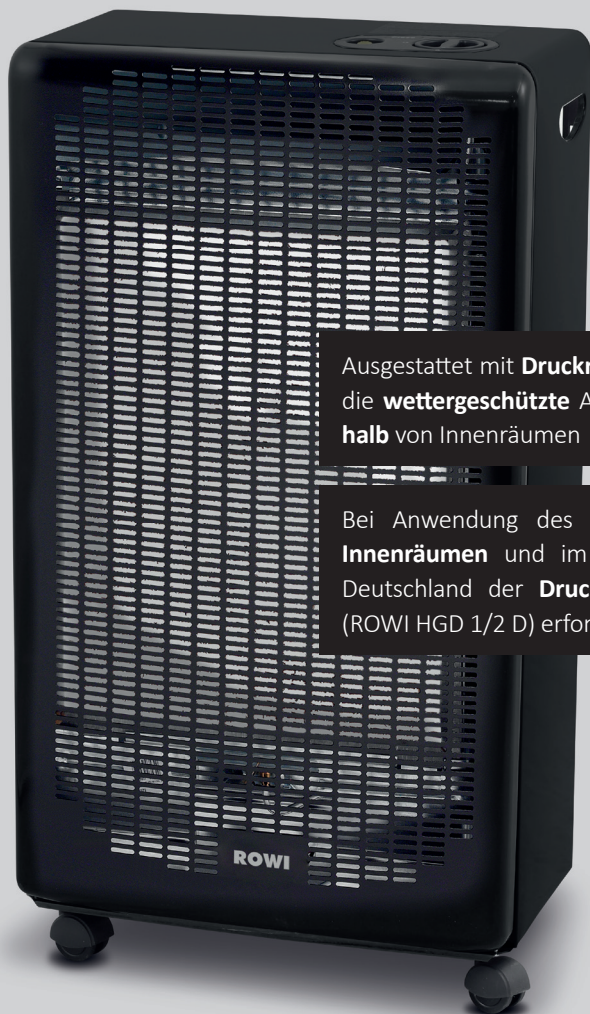 Ausgestattet mit
die wettergeschützte
halb von Innenräumen
Bei Anwendung des
Innenräumen und im
Deutschland der
(ROWI HGD 1/2 D)
ROWI